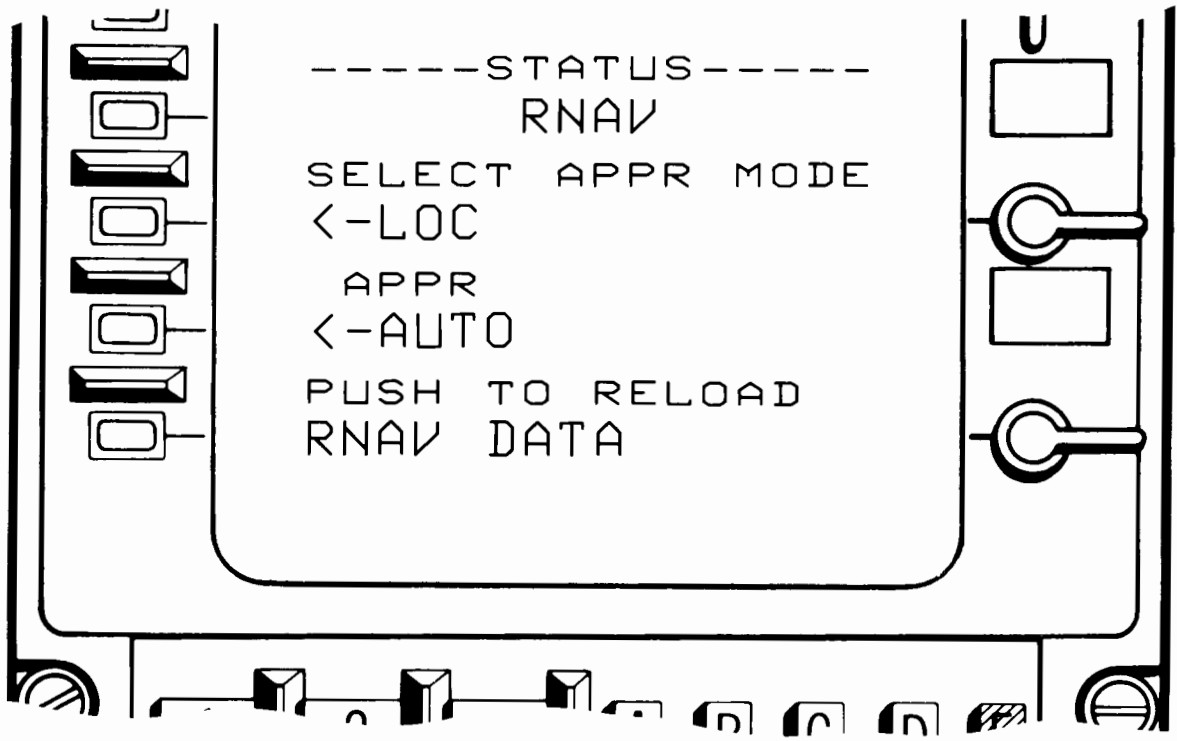 -----STATUS-----
RNAV
SELECT APPR MODE
<-LOC
APPR
<-AUTO
PUSH TO RELOAD
RNAV DATA
A B C D